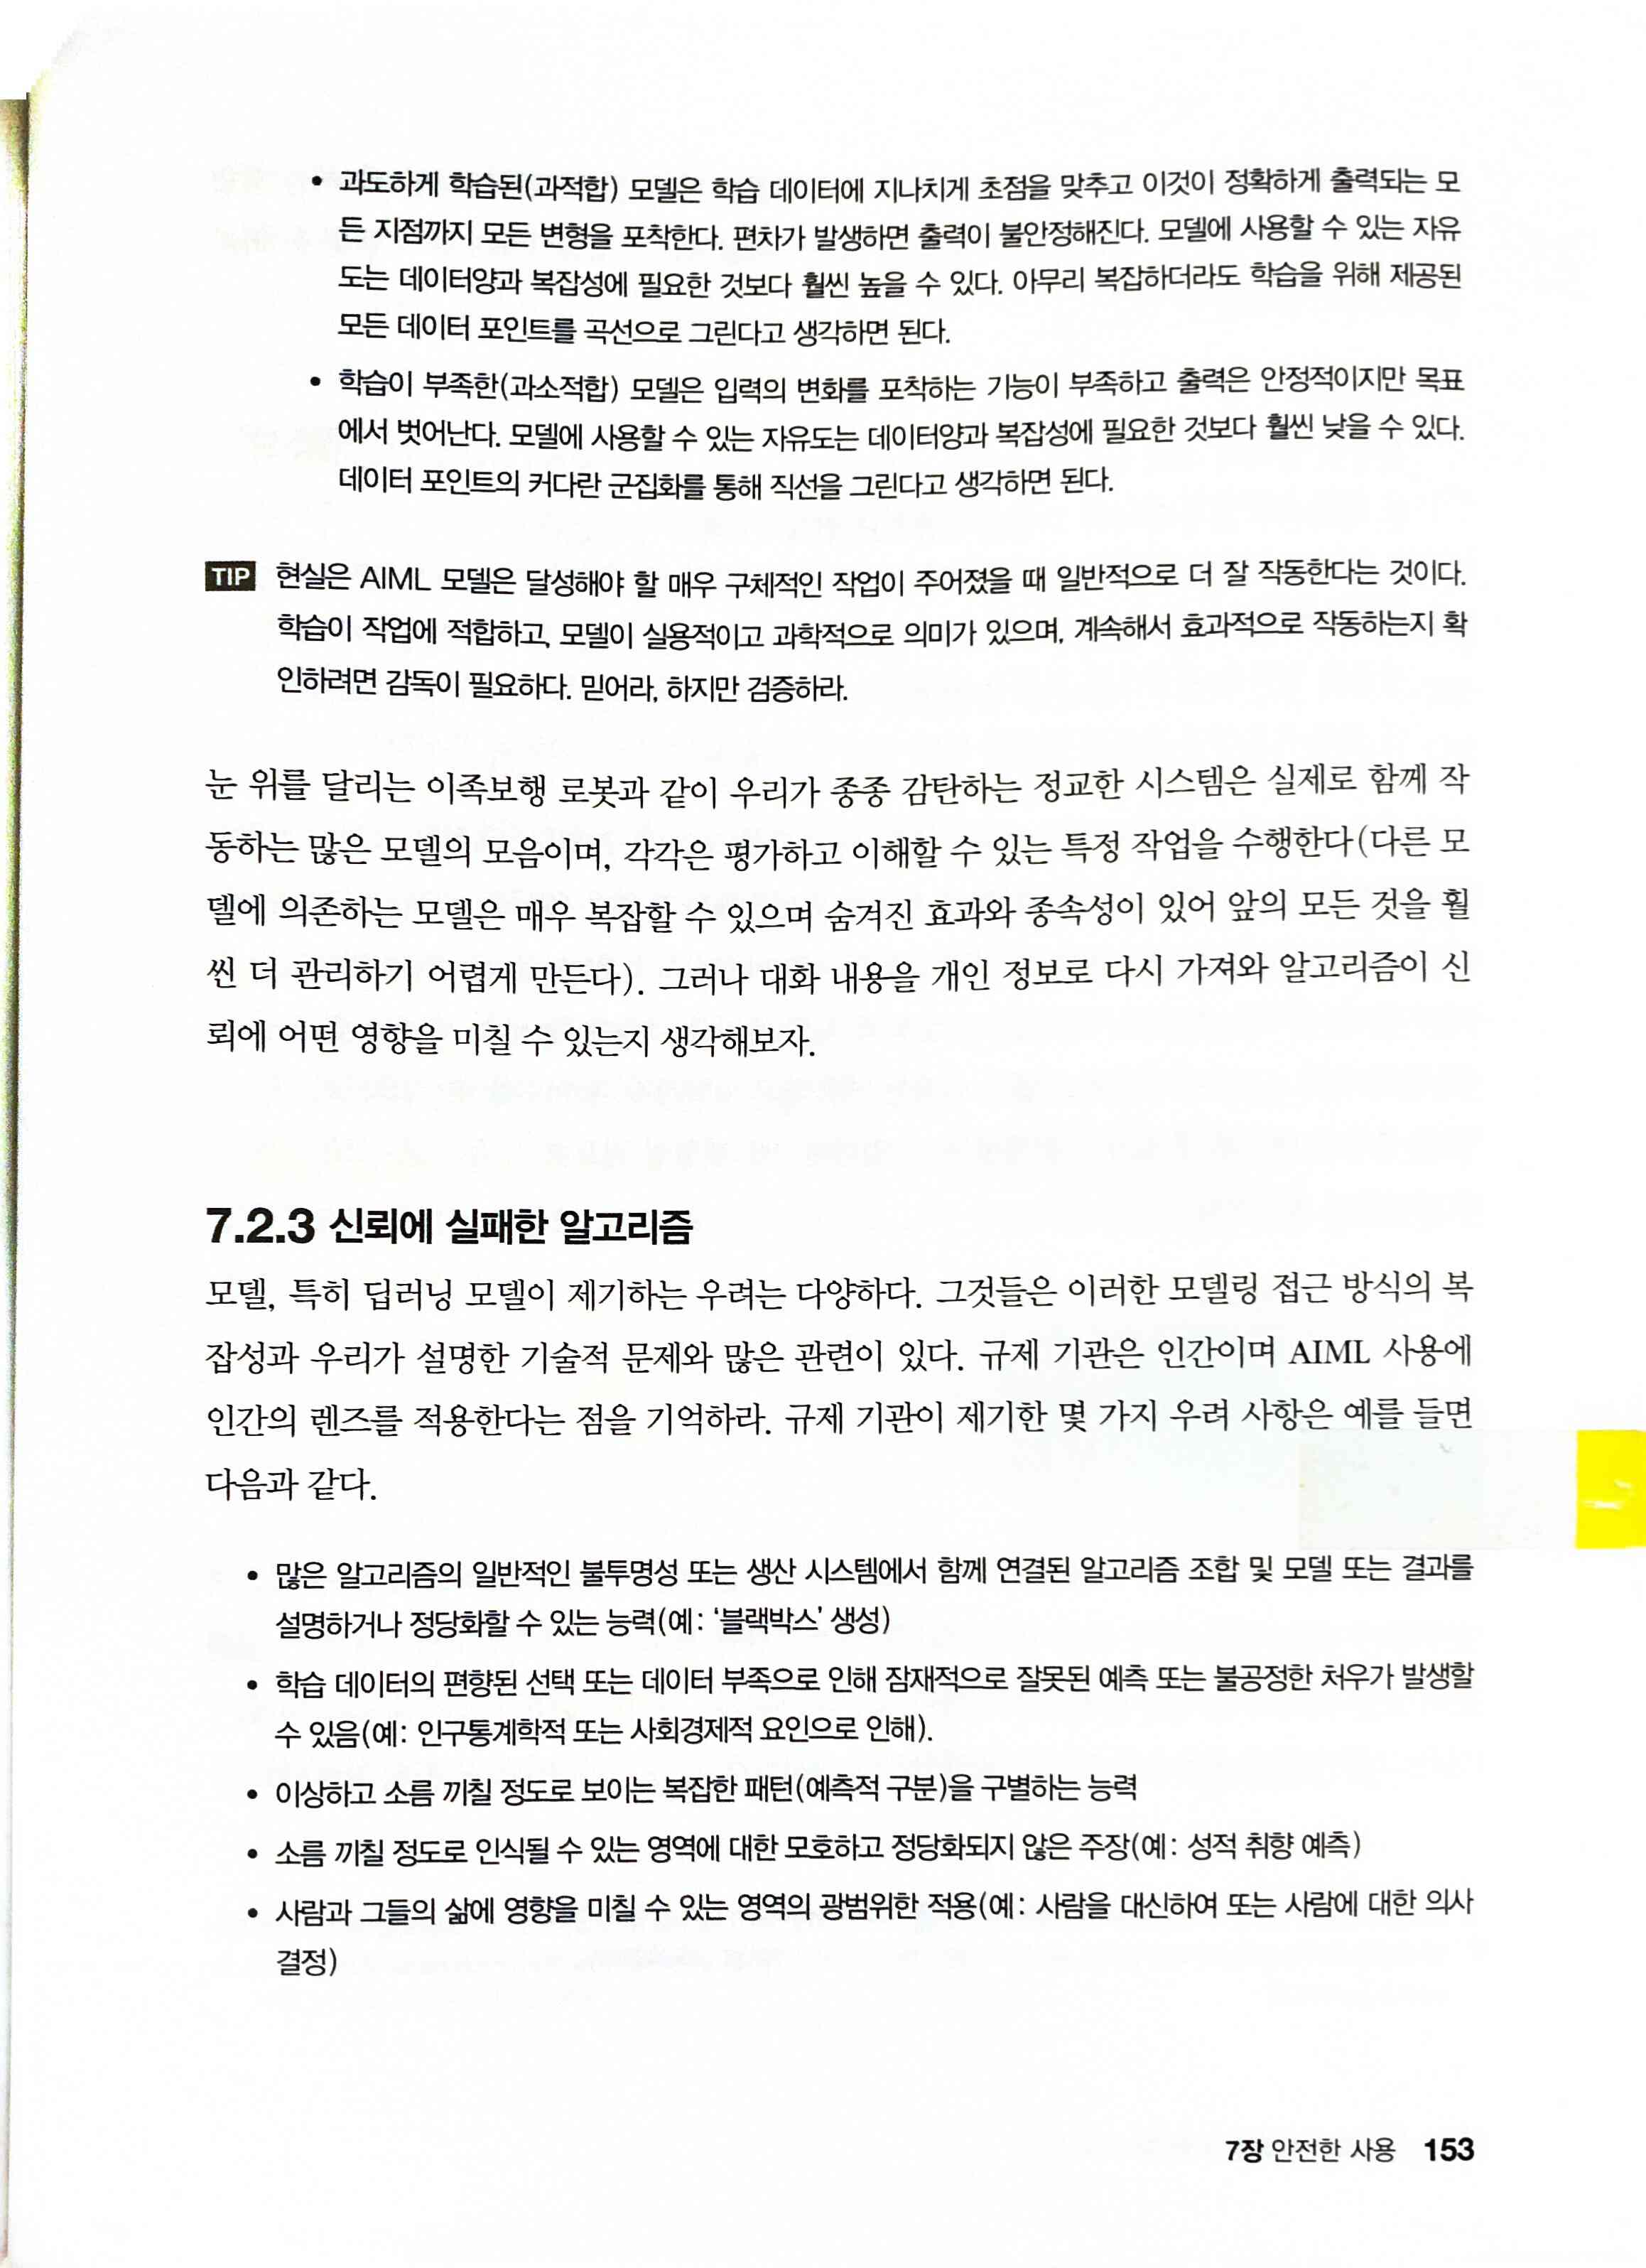 • 과도하게 학습된(과적합) 모델은 학습 데이터에 지나치게 초점을 맞추고 이것이 정확하게 출력되는 모
든 지점까지 모든 변형을 포착한다. 편차가 발생하면 출력이 불안정해진다. 모델에 사용할 수 있는 자유
도는 데이터양과 복잡성에 필요한 것보다 훨씬 높을 수 있다. 아무리 복잡하더라도 학습을 위해 제공된
모든 데이터 포인트를 곡선으로 그린다고 생각하면 된다.
• 학습이 부족한(과소적합) 모델은 입력의 변화를 포착하는 기능이 부족하고 출력은 안정적이지만 목표
에서 벗어난다. 모델에 사용할 수 있는 자유도는 데이터양과 복잡성에 필요한 것보다 훨씬 낮을 수 있다.
데이터 포인트의 커다란 군집화를 통해 직선을 그린다고 생각하면 된다.
TIP 현실은 AIML 모델은 달성해야 할 매우 구체적인 작업이 주어졌을 때 일반적으로 더 잘 작동한다는 것이다.
학습이 작업에 적합하고, 모델이 실용적이고 과학적으로 의미가 있으며, 계속해서 효과적으로 작동하는지 확
인하려면 감독이 필요하다. 믿어라, 하지만 검증하라.
눈 위를 달리는 이족보행 로봇과 같이 우리가 종종 감탄하는 정교한 시스템은 실제로 함께 작
동하는 많은 모델의 모음이며, 각각은 평가하고 이해할 수 있는 특정 작업을 수행한다(다른 모
델에 의존하는 모델은 매우 복잡할 수 있으며 숨겨진 효과와 종속성이 있어 앞의 모든 것을 훨
씬 더 관리하기 어렵게 만든다). 그러나 대화 내용을 개인 정보로 다시 가져와 알고리즘이 신
뢰에 어떤 영향을 미칠 수 있는지 생각해보자.
7.2.3 신뢰에 실패한 알고리즘
모델, 특히 딥러닝 모델이 제기하는 우려는 다양하다. 그것들은 이러한 모델링 접근 방식의 복
잡성과 우리가 설명한 기술적 문제와 많은 관련이 있다. 규제 기관은 인간이며 AIML 사용에
인간의 렌즈를 적용한다는 점을 기억하라. 규제 기관이 제기한 몇 가지 우려 사항은 예를 들면
다음과 같다.
• 많은 알고리즘의 일반적인 불투명성 또는 생산 시스템에서 함께 연결된 알고리즘 조합 및 모델 또는 결과를
설명하거나 정당화할 수 있는 능력(예: ‘블랙박스’ 생성)
• 학습 데이터의 편향된 선택 또는 데이터 부족으로 인해 잠재적으로 잘못된 예측 또는 불공정한 처우가 발생할
수 있음(예: 인구통계학적 또는 사회경제적 요인으로 인해).
• 이상하고 소름 끼칠 정도로 보이는 복잡한 패턴(예측적 구분)을 구별하는 능력
• 소름 끼칠 정도로 인식될 수 있는 영역에 대한 모호하고 정당화되지 않은 주장(예: 성적 취향 예측)
• 사람과 그들의 삶에 영향을 미칠 수 있는 영역의 광범위한 적용(예: 사람을 대신하여 또는 사람에 대한 의사
결정)
7장 안전한 사용 153